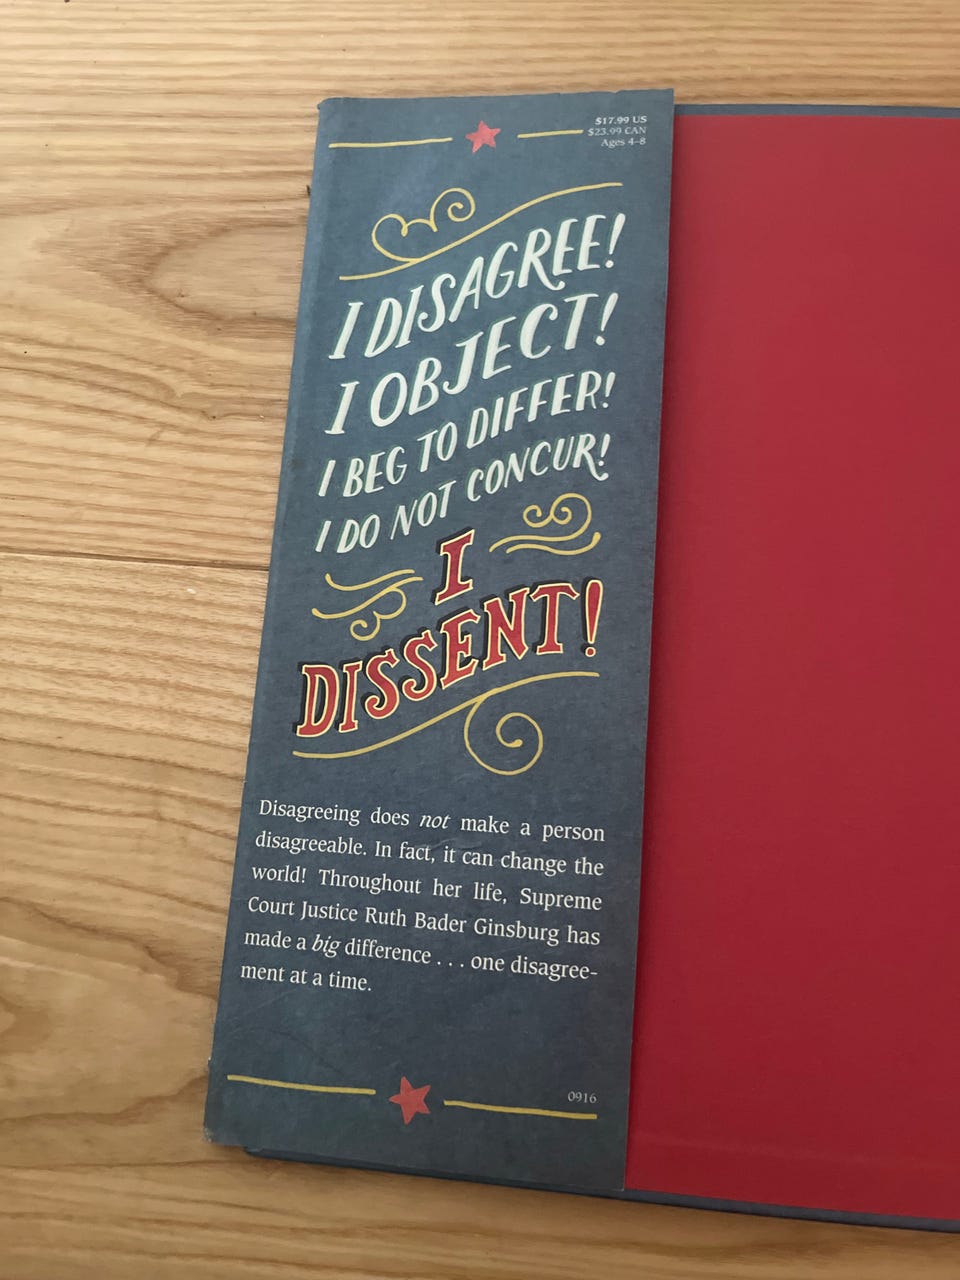 $17.99 US
$23.99 CAN
Ages 4–8
I DISAGREE!
I OBJECT!
I BEG TO DIFFER!
I DO NOT CONCUR!
I
DISSENT!
Disagreeing does not make a person
disagreeable. In fact, it can change the
world! Throughout her life, Supreme
Court Justice Ruth Bader Ginsburg has
made a big difference . . . one disagree-
ment at a time.
0916